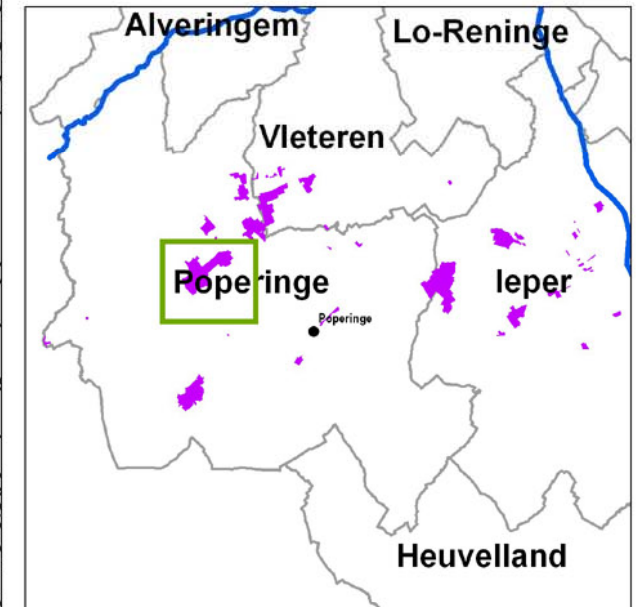 Alveringem
Lo-Reninge
Vleteren
Poperinge
Ieper
Poperinge
Heuvelland